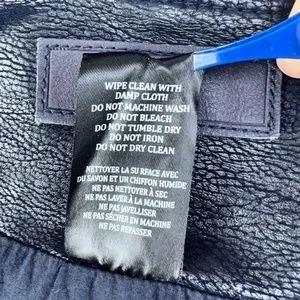 WIPE CLEAN WITH
DAMP CLOTH
DO NOT MACHINE WASH
DO NOT BLEACH
DO NOT TUMBLE DRY
DO NOT IRON
DO NOT DRY CLEAN
NETTOYER LA SU RFACE AVEC
DU SAVON ET UN CHIFFON HUMIDE
NE PAS NETTOYER À SEC
NE PAS LAVER À LA MACHINE
NE PAS JAVELLISER
NE PAS SÉCHER EN MACHINE
NE PAS REPASSER